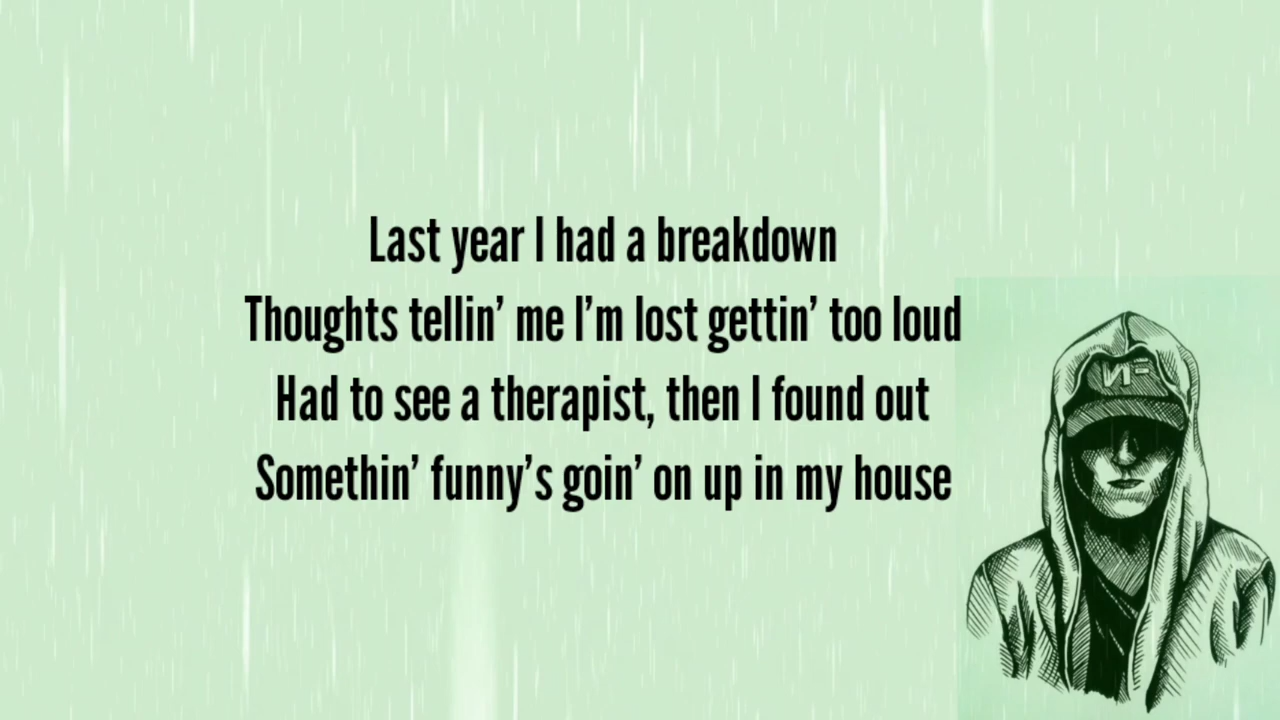 Last year I had a breakdown
Thoughts tellin’ me I’m lost gettin’ too loud
Had to see a therapist, then I found out
Somethin’ funny’s goin’ on up in my house
NF